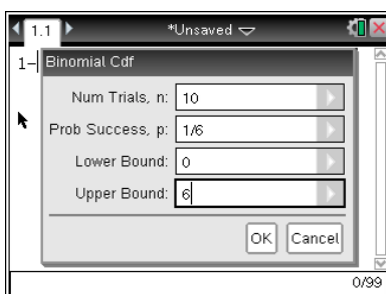 1.1 *Unsaved
1-
Binomial Cdf
Num Trials, n: 10
Prob Success, p: 1/6
Lower Bound: 0
Upper Bound: 6
OK Cancel
0/99